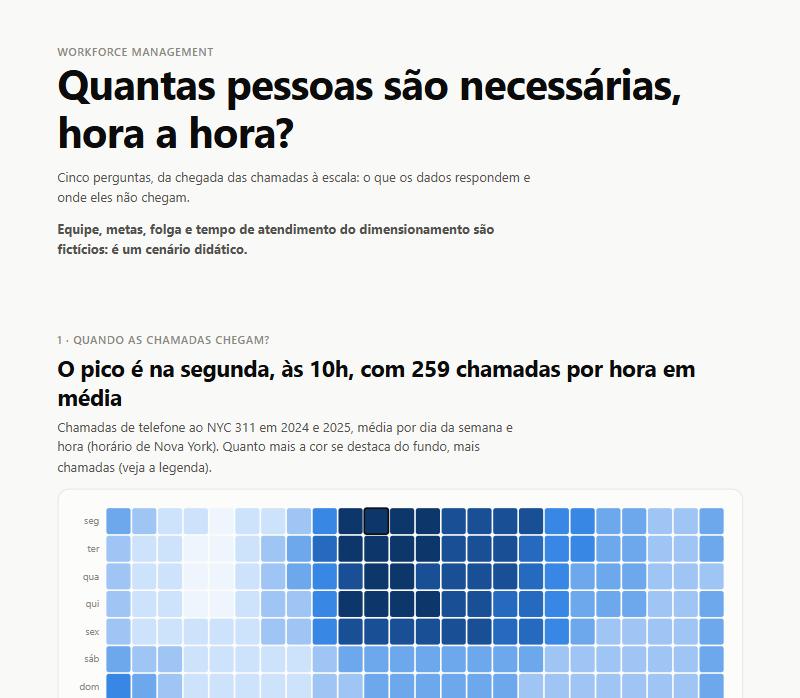 WORKFORCE MANAGEMENT
Quantas pessoas são necessárias,
hora a hora?
Cinco perguntas, da chegada das chamadas à escala: o que os dados respondem e
onde eles não chegam.
Equipe, metas, folga e tempo de atendimento do dimensionamento são
fictícios: é um cenário didático.
1 · QUANDO AS CHAMADAS CHEGAM?
O pico é na segunda, às 10h, com 259 chamadas por hora em
média
Chamadas de telefone ao NYC 311 em 2024 e 2025, média por dia da semana e
hora (horário de Nova York). Quanto mais a cor se destaca do fundo, mais
chamadas (veja a legenda).
seg
ter
qua
qui
sex
sáb
dom